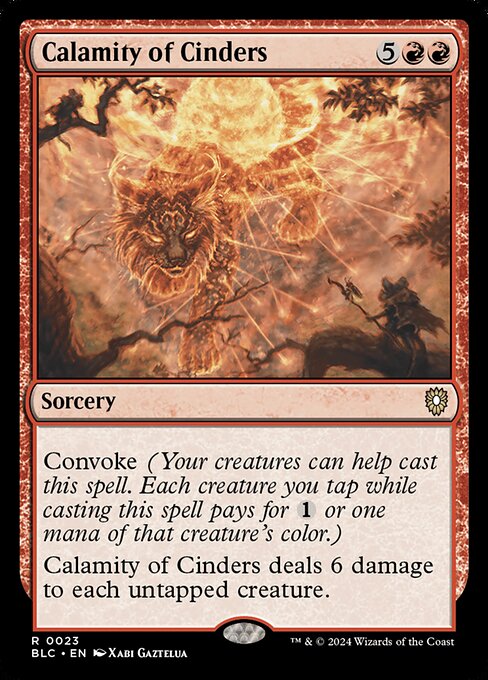 Calamity of Cinders 5
Sorcery
Convoke (Your creatures can help cast
this spell. Each creature you tap while
casting this spell pays for 1 or one
mana of that creature's color.)
Calamity of Cinders deals 6 damage
to each untapped creature.
R 0023 ™ & © 2024 Wizards of the Coast
BLC • EN Xabi Gaztelua